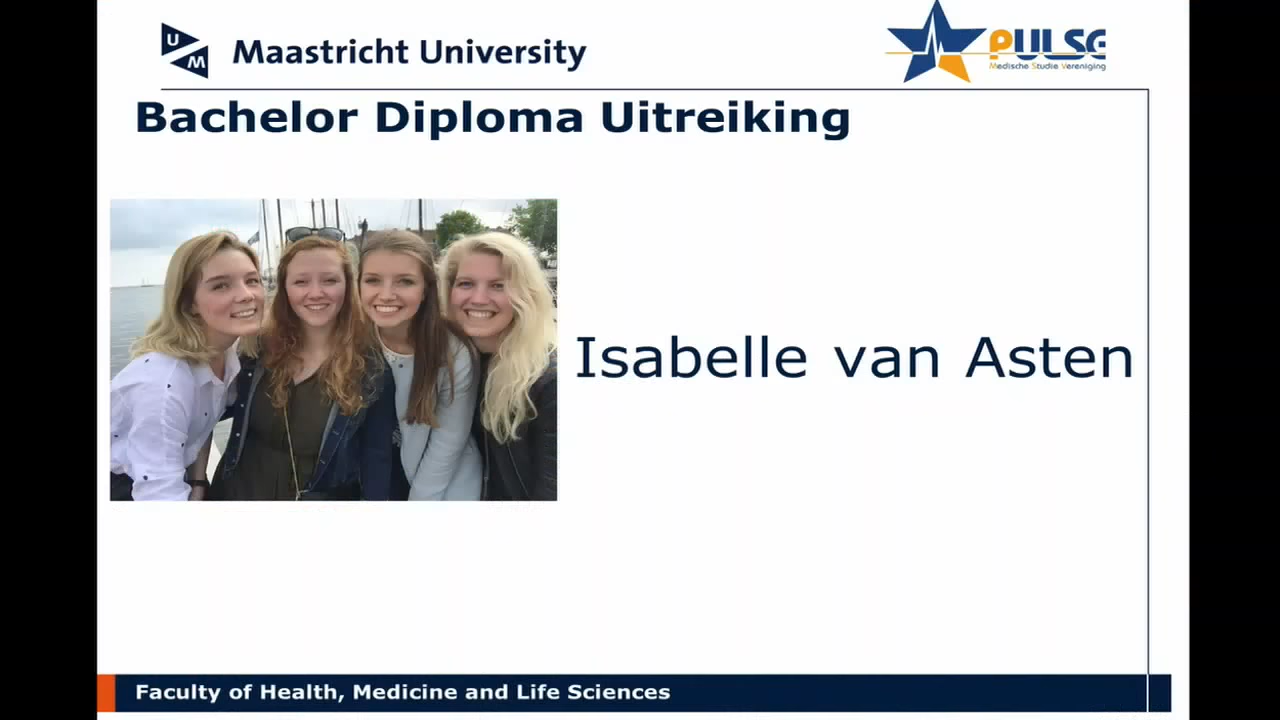 UM
Maastricht University
PULSE
Medische Studie Vereniging
Bachelor Diploma Uitreiking
Isabelle van Asten
Faculty of Health, Medicine and Life Sciences